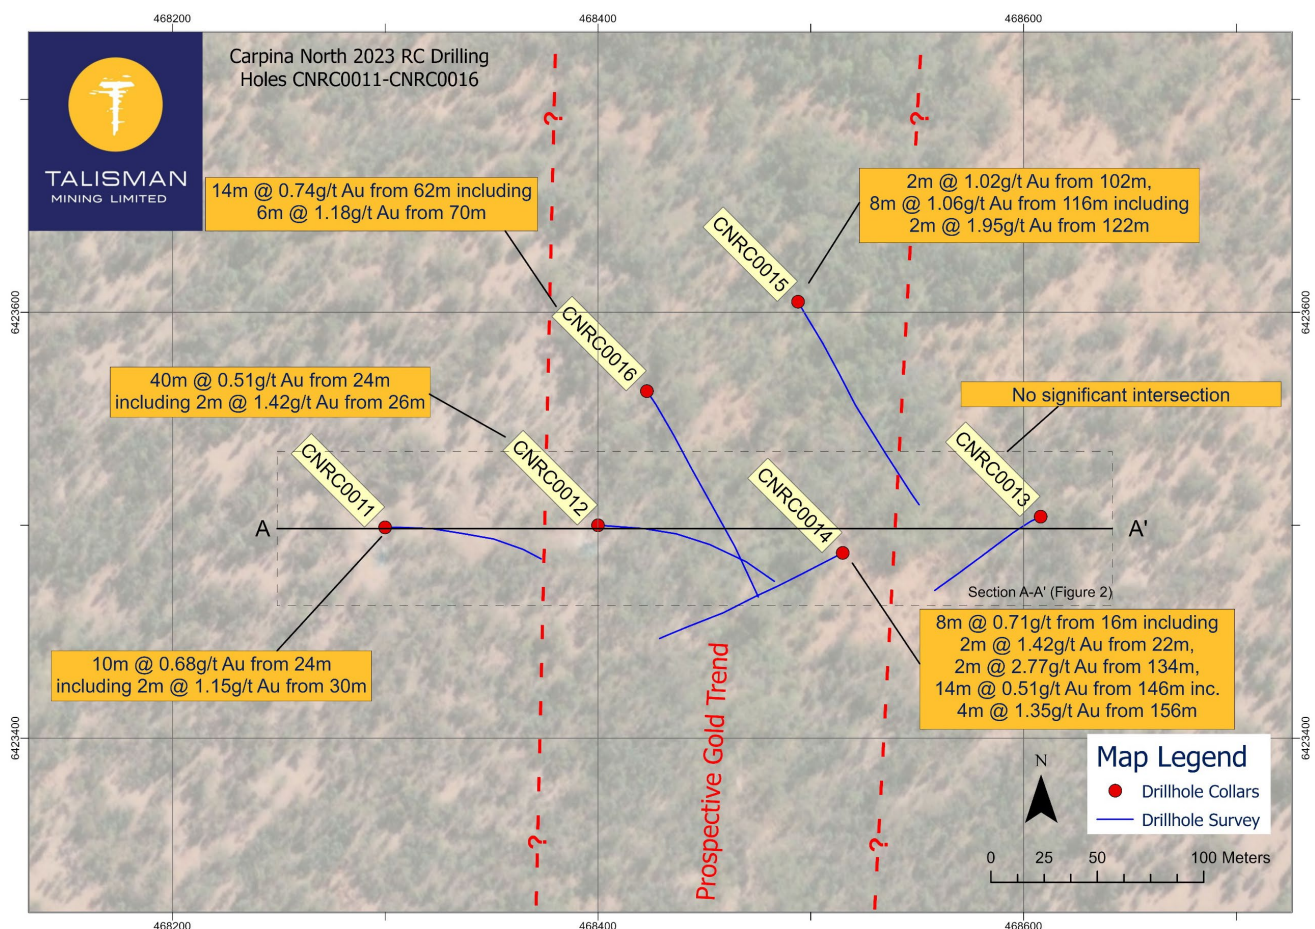 468200
468400
468600
Carpina North 2023 RC Drilling
Holes CNRC0011-CNRC0016
TALISMAN
MINING LIMITED
?
?
14m @ 0.74g/t Au from 62m including
6m @ 1.18g/t Au from 70m
2m @ 1.02g/t Au from 102m,
8m @ 1.06g/t Au from 116m including
2m @ 1.95g/t Au from 122m
CNRC0015
6423600
6423600
CNRC0016
40m @ 0.51g/t Au from 24m
including 2m @ 1.42g/t Au from 26m
No significant intersection
CNRC0011
CNRC0012
CNRC0014
CNRC0013
A
A'
Section A-A' (Figure 2)
10m @ 0.68g/t Au from 24m
including 2m @ 1.15g/t Au from 30m
8m @ 0.71g/t from 16m including
2m @ 1.42g/t Au from 22m,
2m @ 2.77g/t Au from 134m,
14m @ 0.51g/t Au from 146m inc.
4m @ 1.35g/t Au from 156m
Prospective Gold Trend
6423400
6423400
Map Legend
Drillhole Collars
Drillhole Survey
N
?
?
0 25 50 100 Meters
468200
468400
468600